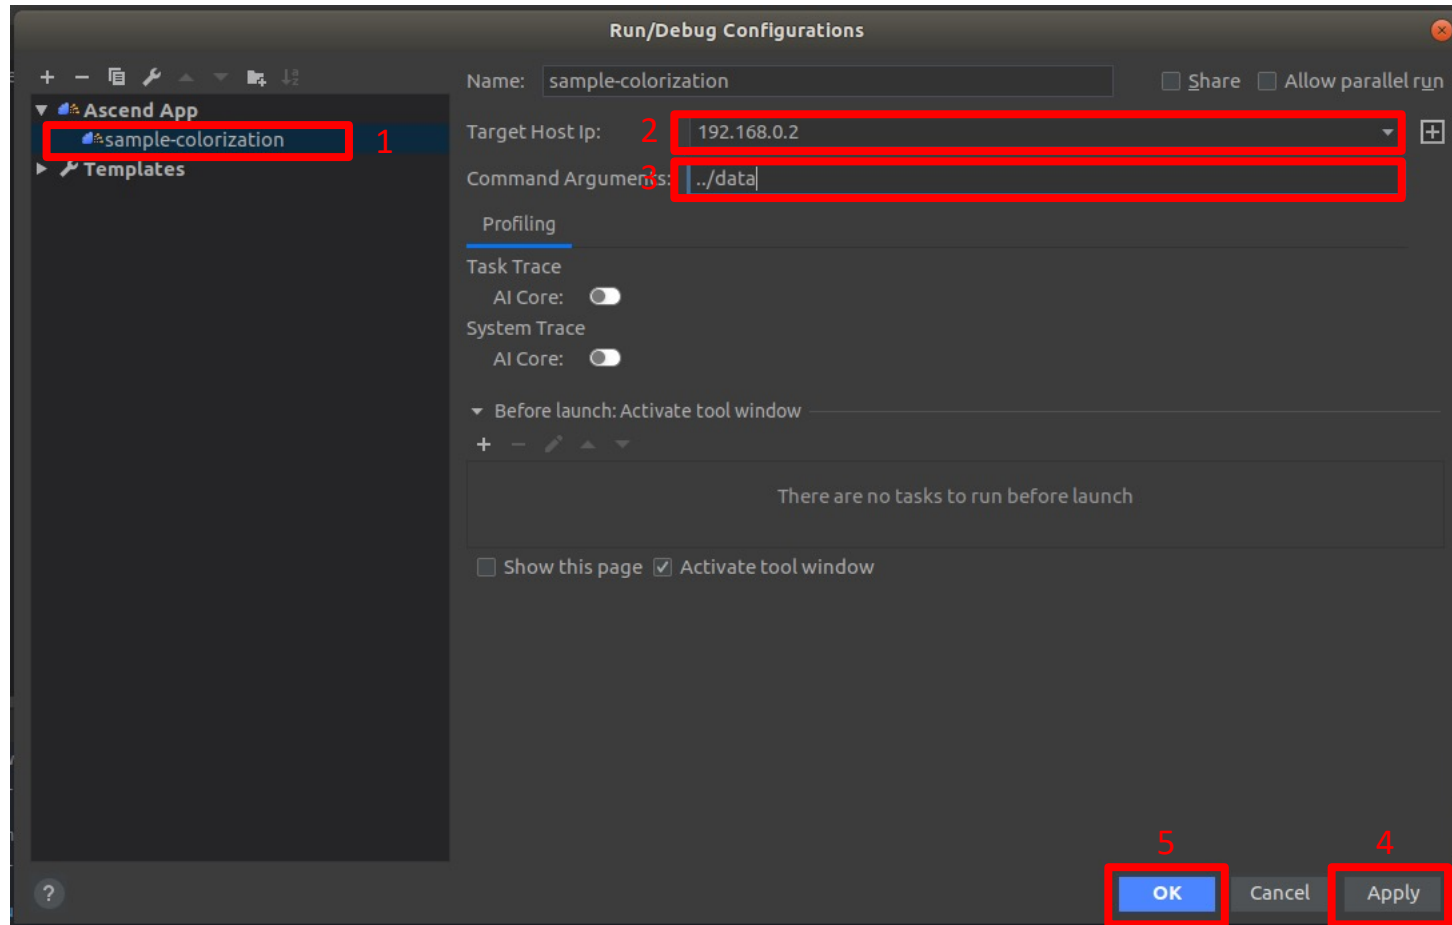 Run/Debug Configurations
Name: sample-colorization Share Allow parallel run
Ascend App
sample-colorization 1
Templates
Target Host Ip: 2 192.168.0.2
Command Arguments: 3 ../data
Profiling
Task Trace
AI Core:
System Trace
AI Core:
Before launch: Activate tool window
There are no tasks to run before launch
Show this page Activate tool window
5 4
? OK Cancel Apply